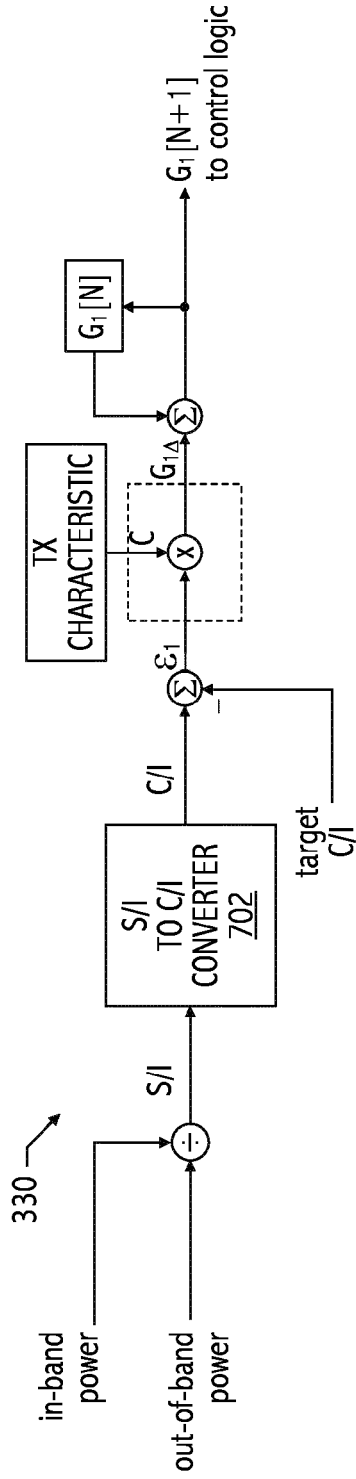 330
in-band
power
out-of-band
power
÷
S/I
S/I
TO C/I
CONVERTER
702
C/I
Σ
−
target
C/I
ε₁
TX
CHARACTERISTIC
C
x
G₁Δ
Σ
G₁ [N]
G₁ [N+1]
to control logic